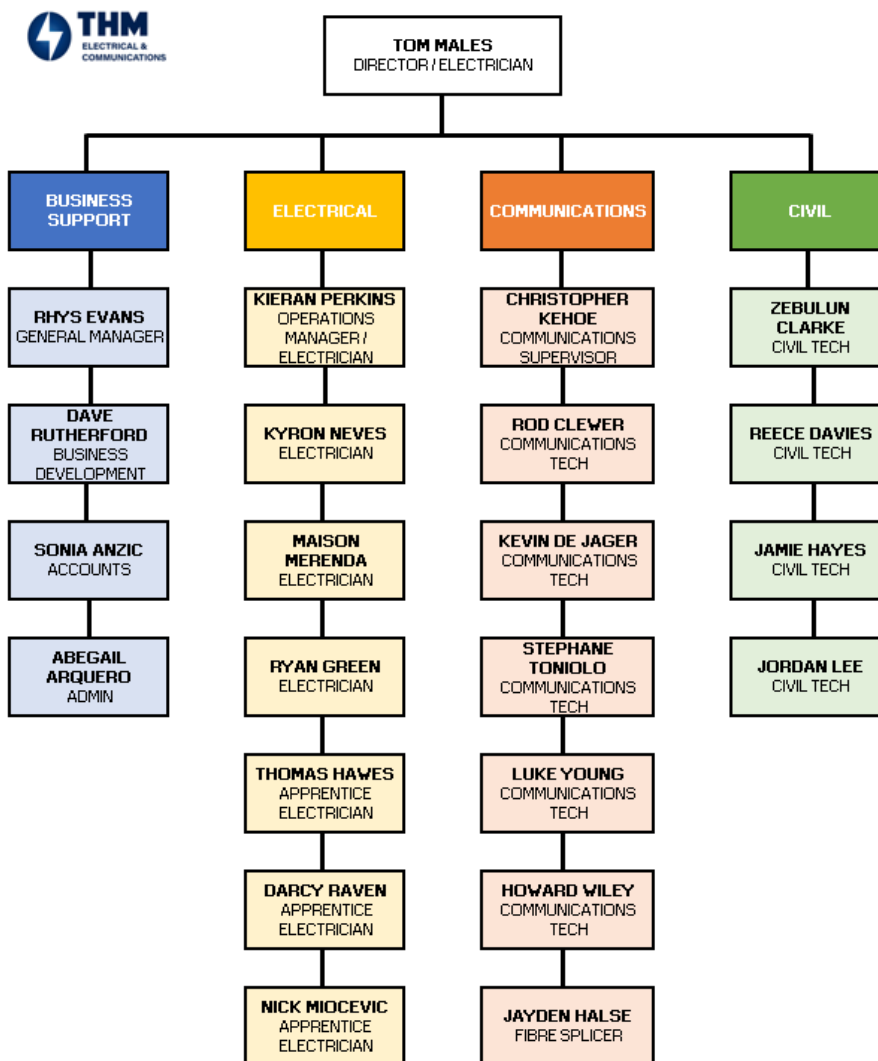 THM
ELECTRICAL &
COMMUNICATIONS
TOM MALES
DIRECTOR / ELECTRICIAN
BUSINESS
SUPPORT
ELECTRICAL
COMMUNICATIONS
CIVIL
RHYS EVANS
GENERAL MANAGER
KIERAN PERKINS
OPERATIONS
MANAGER /
ELECTRICIAN
CHRISTOPHER
KEHOE
COMMUNICATIONS
SUPERVISOR
ZEBULUN
CLARKE
CIVIL TECH
DAVE
RUTHERFORD
BUSINESS
DEVELOPMENT
KYRON NEVES
ELECTRICIAN
ROD CLEWER
COMMUNICATIONS
TECH
REECE DAVIES
CIVIL TECH
SONIA ANZIC
ACCOUNTS
MAISON
MERENDA
ELECTRICIAN
KEVIN DE JAGER
COMMUNICATIONS
TECH
JAMIE HAYES
CIVIL TECH
ABEGAIL
ARQUERO
ADMIN
RYAN GREEN
ELECTRICIAN
STEPHANE
TONIOLO
COMMUNICATIONS
TECH
JORDAN LEE
CIVIL TECH
THOMAS HAWES
APPRENTICE
ELECTRICIAN
LUKE YOUNG
COMMUNICATIONS
TECH
DARCY RAVEN
APPRENTICE
ELECTRICIAN
HOWARD WILEY
COMMUNICATIONS
TECH
NICK MIOCEVIC
APPRENTICE
ELECTRICIAN
JAYDEN HALSE
FIBRE SPLICER